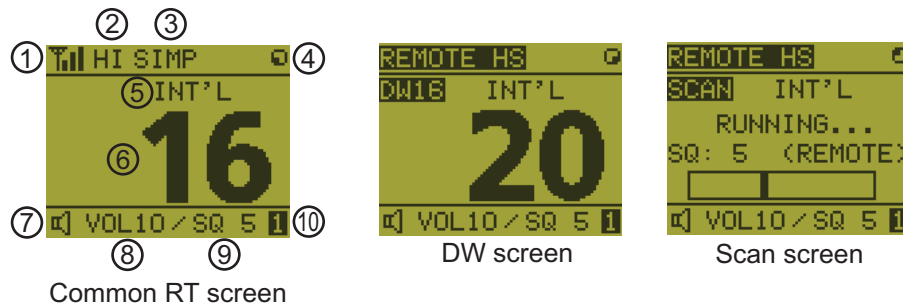 ② ③
① HI SIMP ④
⑤ INT'L
⑥ 16
⑦ VOL10/SQ 5 1 ⑩
⑧ ⑨
Common RT screen
REMOTE HS
DW16 INT'L
20
VOL10/SQ 5 1
DW screen
REMOTE HS
SCAN INT'L
RUNNING...
SQ: 5 (REMOTE)
VOL10/SQ 5 1
Scan screen